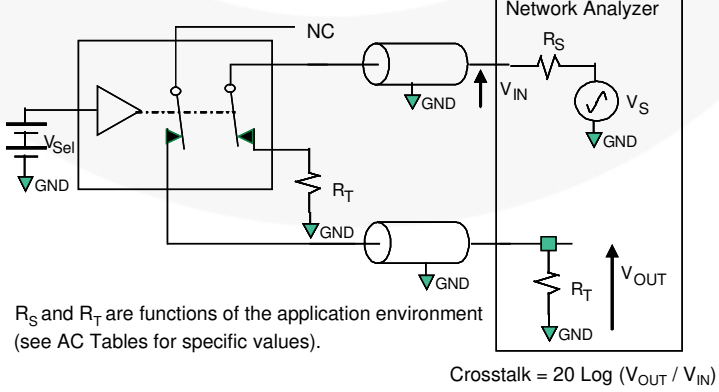 Network Analyzer
NC
R_S
V_IN
V_S
GND
GND
V_Sel
GND
R_T
GND
GND
R_T
V_OUT
GND
R_S and R_T are functions of the application environment
(see AC Tables for specific values).
Crosstalk = 20 Log (V_OUT / V_IN)